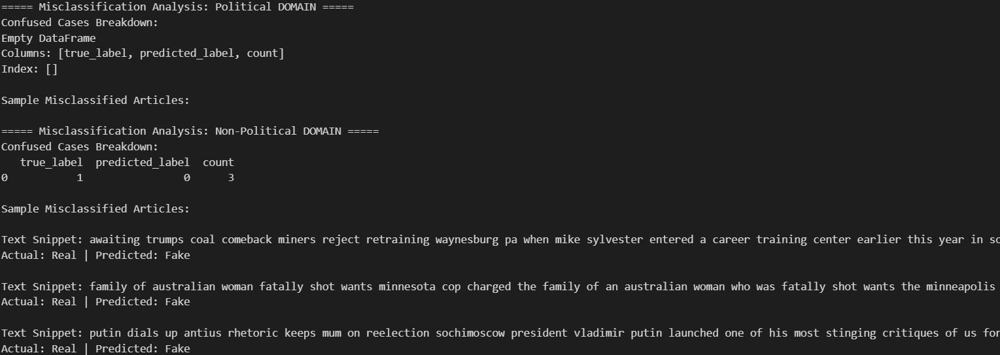 ===== Misclassification Analysis: Political DOMAIN =====
Confused Cases Breakdown:
Empty DataFrame
Columns: [true_label, predicted_label, count]
Index: []
Sample Misclassified Articles:
===== Misclassification Analysis: Non-Political DOMAIN =====
Confused Cases Breakdown:
true_label predicted_label count
0 1 0 3
Sample Misclassified Articles:
Text Snippet: awaiting trumps coal comeback miners reject retraining waynesburg pa when mike sylvester entered a career training center earlier this year in so
Actual: Real | Predicted: Fake
Text Snippet: family of australian woman fatally shot wants minnesota cop charged the family of an australian woman who was fatally shot wants the minneapolis
Actual: Real | Predicted: Fake
Text Snippet: putin dials up antius rhetoric keeps mum on reelection sochimoscow president vladimir putin launched one of his most stinging critiques of us for
Actual: Real | Predicted: Fake